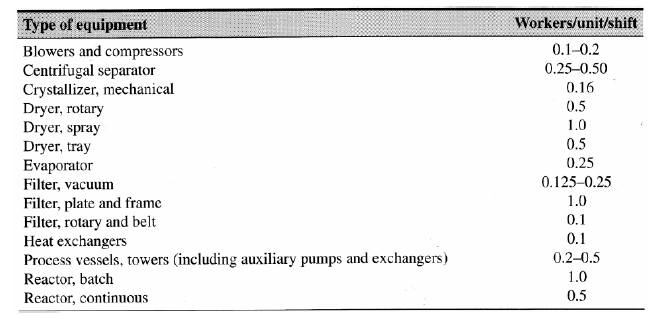 Type of equipment Workers/unit/shift
Blowers and compressors 0.1–0.2
Centrifugal separator 0.25–0.50
Crystallizer, mechanical 0.16
Dryer, rotary 0.5
Dryer, spray 1.0
Dryer, tray 0.5
Evaporator 0.25
Filter, vacuum 0.125–0.25
Filter, plate and frame 1.0
Filter, rotary and belt 0.1
Heat exchangers 0.1
Process vessels, towers (including auxiliary pumps and exchangers) 0.2–0.5
Reactor, batch 1.0
Reactor, continuous 0.5